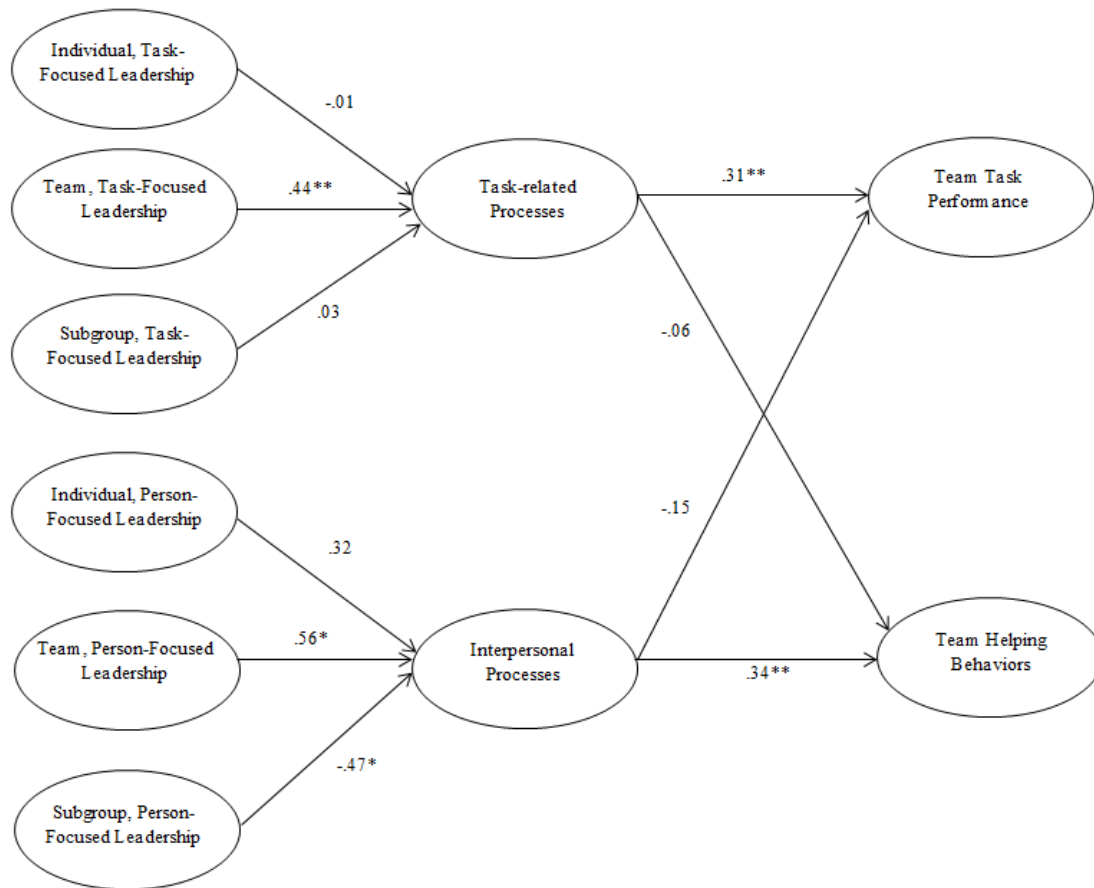 Individual, Task-
Focused Leadership
-.01
Team, Task-Focused
Leadership
.44**
Task-related
Processes
.31**
Team Task
Performance
.03
Subgroup, Task-
Focused Leadership
-.06
Individual, Person-
Focused Leadership
-.15
.32
Team, Person-Focused
Leadership
.56*
Interpersonal
Processes
.34**
Team Helping
Behaviors
-.47*
Subgroup, Person-
Focused Leadership